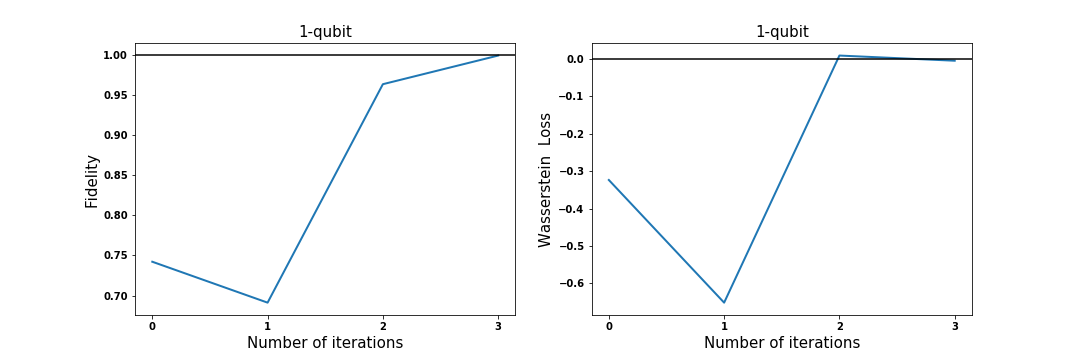 1-qubit
Fidelity
1.00
0.95
0.90
0.85
0.80
0.75
0.70
0 1 2 3
Number of iterations
1-qubit
Wasserstein Loss
0.0
−0.1
−0.2
−0.3
−0.4
−0.5
−0.6
0 1 2 3
Number of iterations